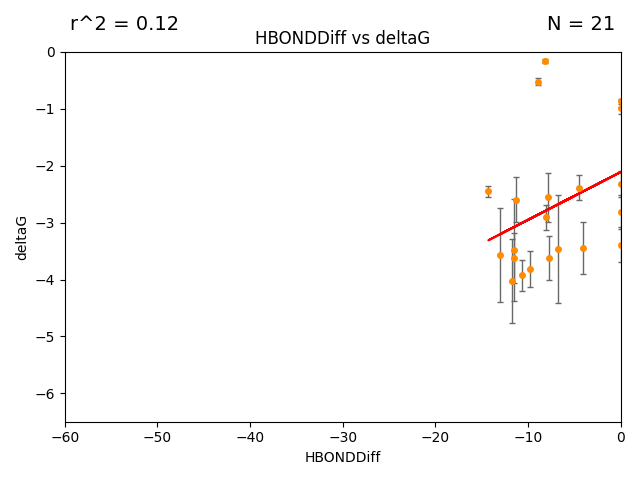 r^2 = 0.12
N = 21
HBONDDiff vs deltaG
deltaG
0
−1
−2
−3
−4
−5
−6
−60
−50
−40
−30
−20
−10
0
HBONDDiff